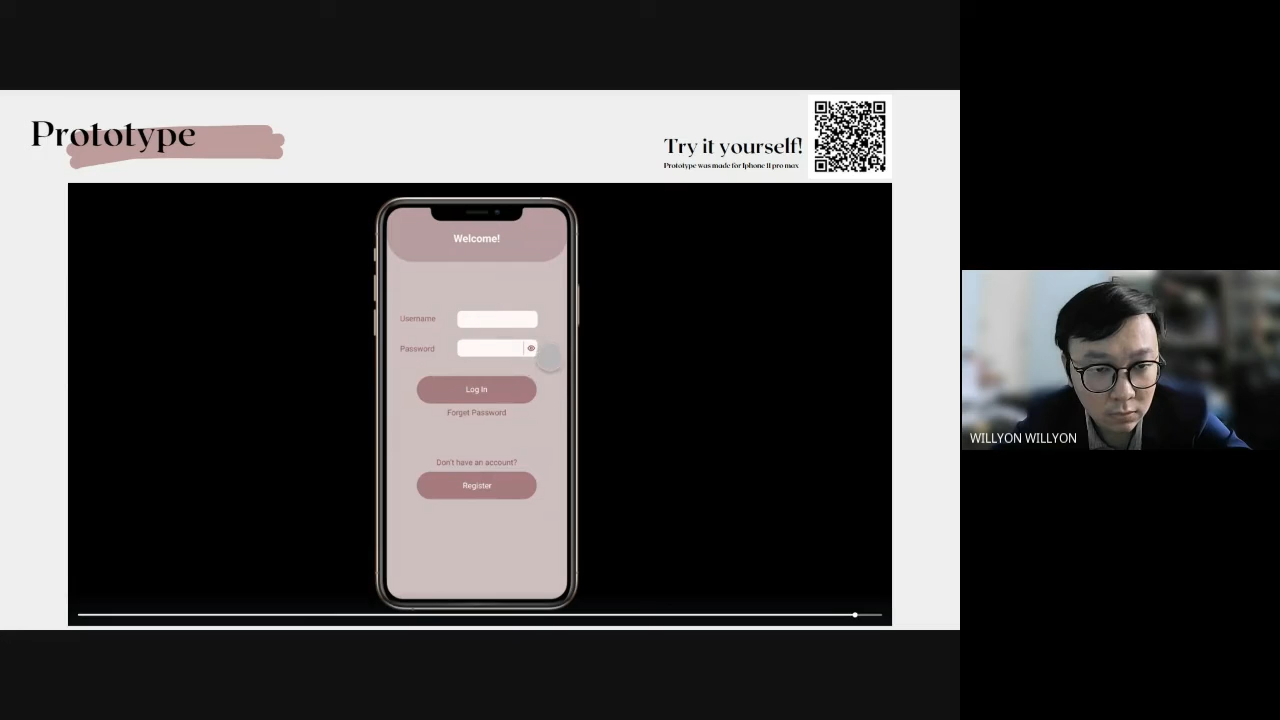 Prototype
Try it yourself!
Prototype was made for Iphone 11 pro max
Welcome!
Username
Password
Log In
Forget Password
Don't have an account?
Register
WILLYON WILLYON